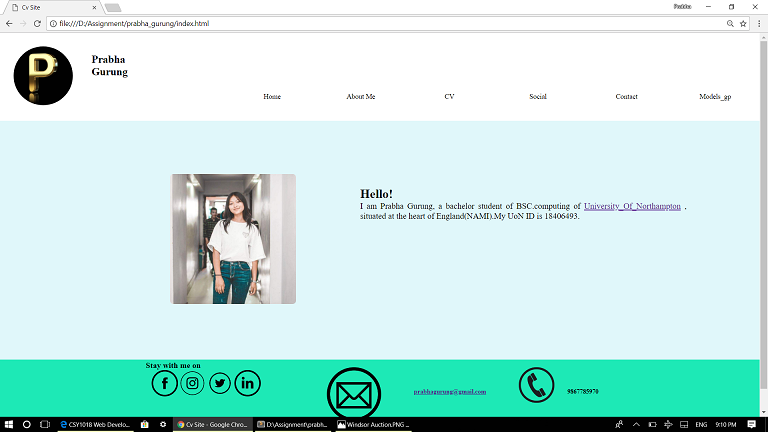 Cv Site
Prabha
file:///D:/Assignment/prabha_gurung/index.html
P
Prabha
Gurung
Home
About Me
CV
Social
Contact
Models_gp
Hello!
I am Prabha Gurung, a bachelor student of BSC.computing of University_Of_Northampton ,
situated at the heart of England(NAMI).My UoN ID is 18406493.
Stay with me on
f
in
prabhagurung@gmail.com
9867785970
CSY1018 Web Develo...
Cv Site - Google Chro...
D:\Assignment\prabh...
Windsor Auction.PNG ...
ENG
9:10 PM